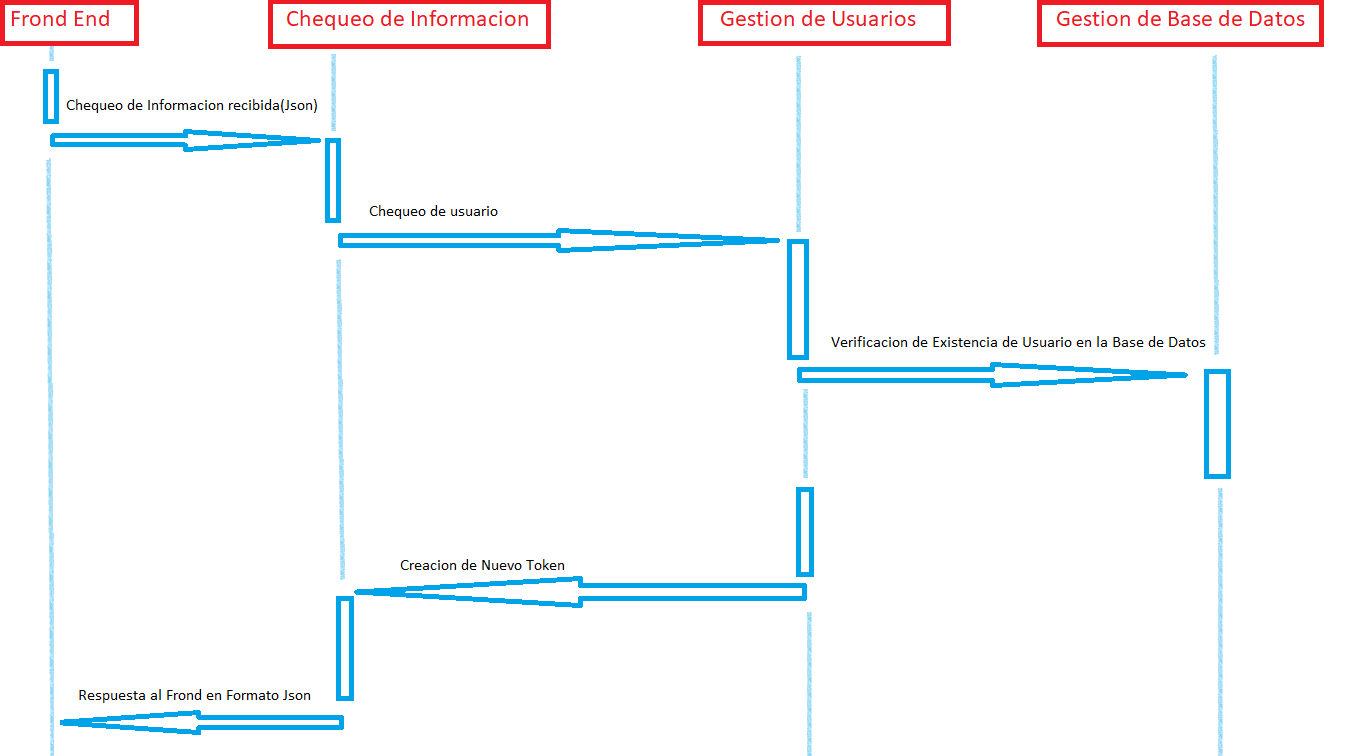 Frond End
Chequeo de Informacion
Gestion de Usuarios
Gestion de Base de Datos
Chequeo de Informacion recibida(Json)
Chequeo de usuario
Verificacion de Existencia de Usuario en la Base de Datos
Creacion de Nuevo Token
Respuesta al Frond en Formato Json